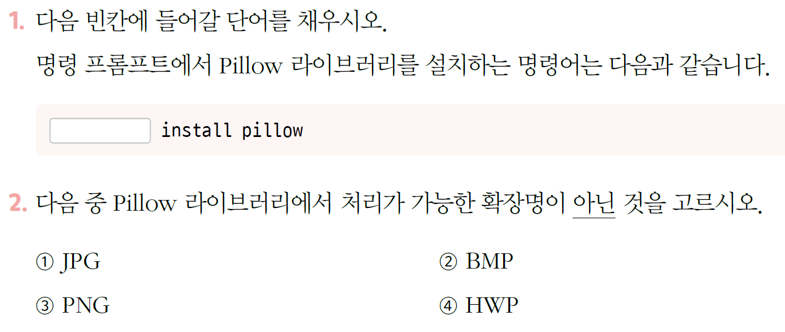 1. 다음 빈칸에 들어갈 단어를 채우시오.
명령 프롬프트에서 Pillow 라이브러리를 설치하는 명령어는 다음과 같습니다.
install pillow
2. 다음 중 Pillow 라이브러리에서 처리가 가능한 확장명이 아닌 것을 고르시오.
① JPG ② BMP
③ PNG ④ HWP